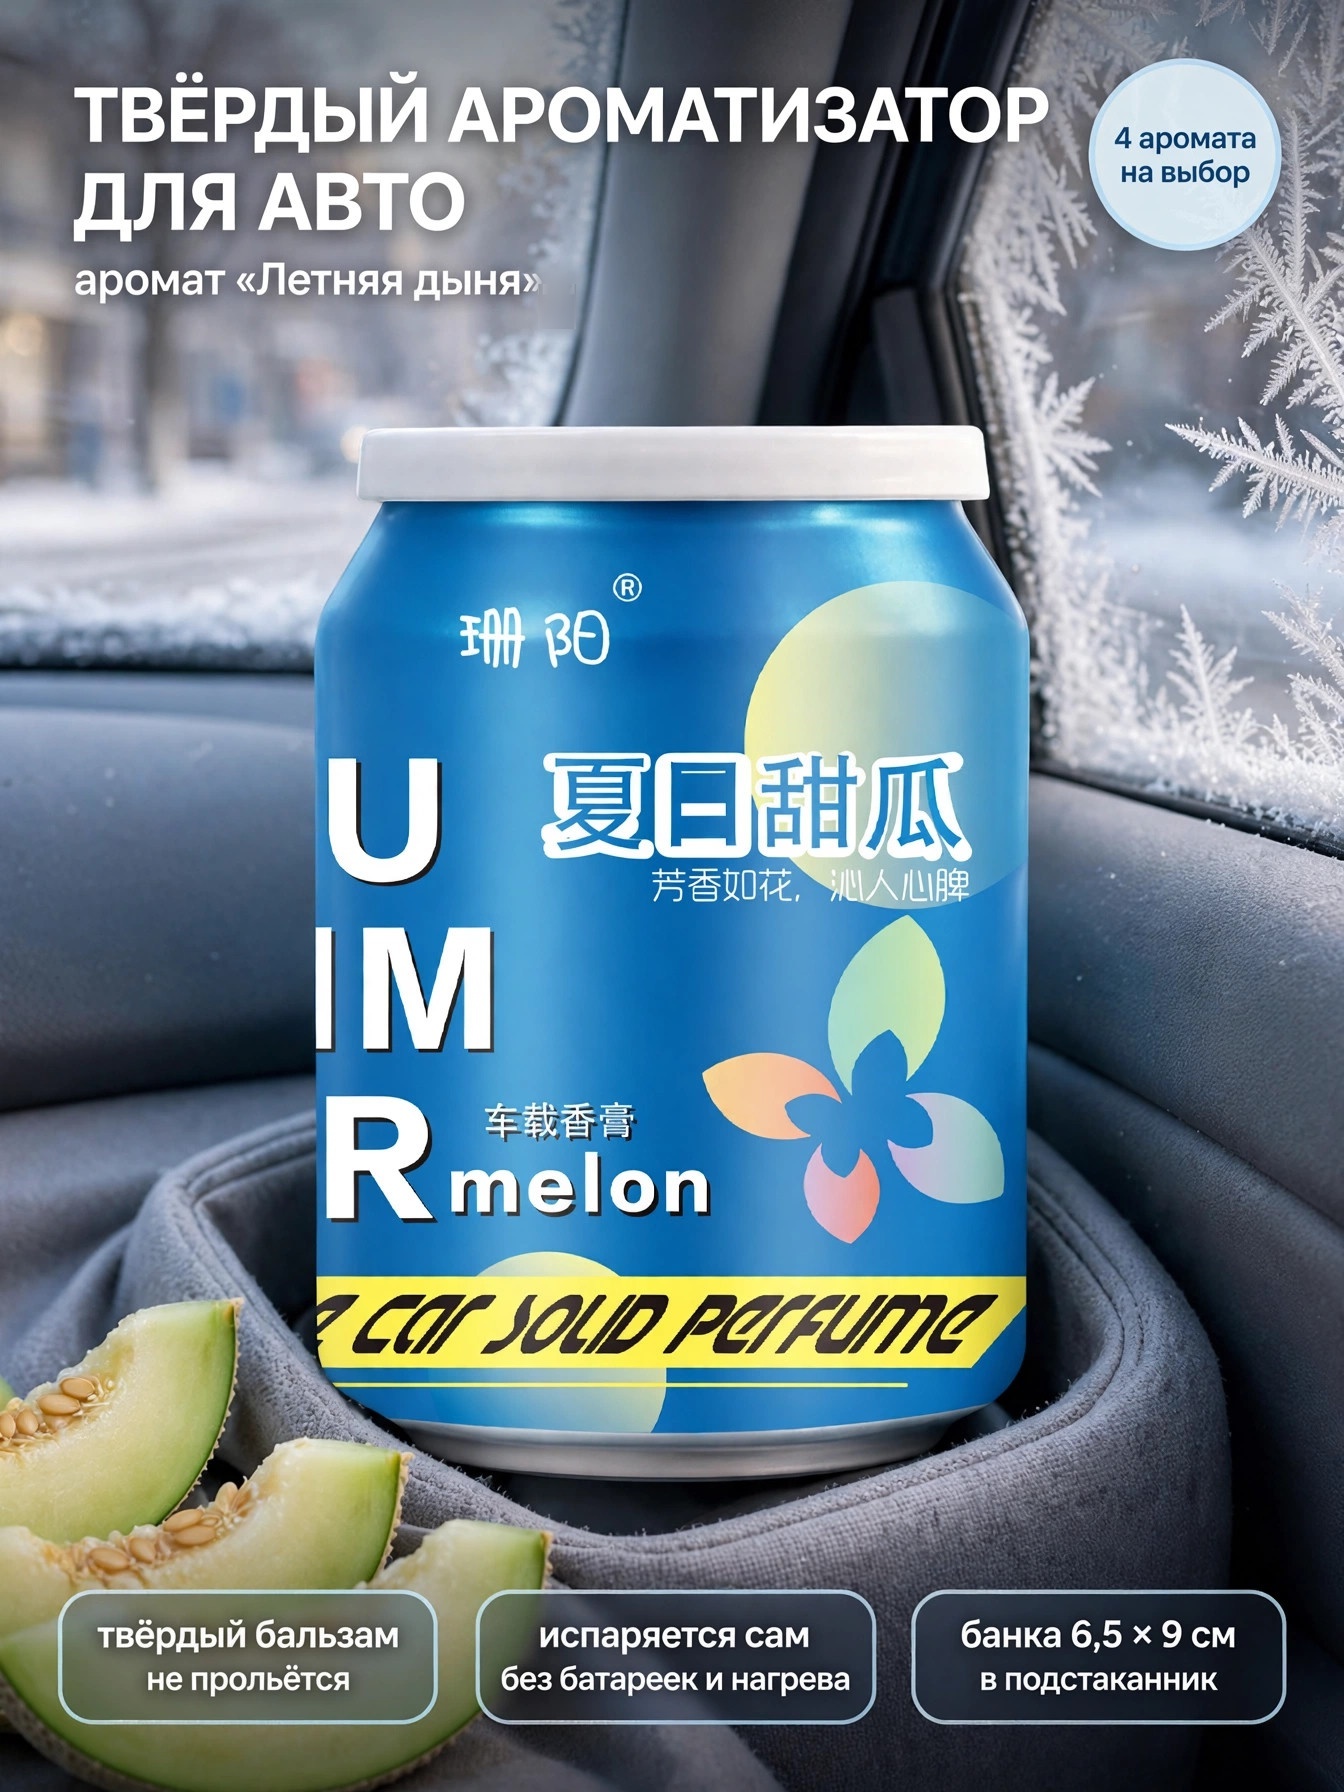 ТВЁРДЫЙ АРОМАТИЗАТОР
ДЛЯ АВТО
аромат «Летняя дыня»
4 аромата
на выбор
珊阳®
U
夏日甜瓜
芳香如花，沁人心脾
IM
车载香膏
R melon
e car solid perfume
твёрдый бальзам
не прольётся
испаряется сам
без батареек и нагрева
банка 6,5 × 9 см
в подстаканник